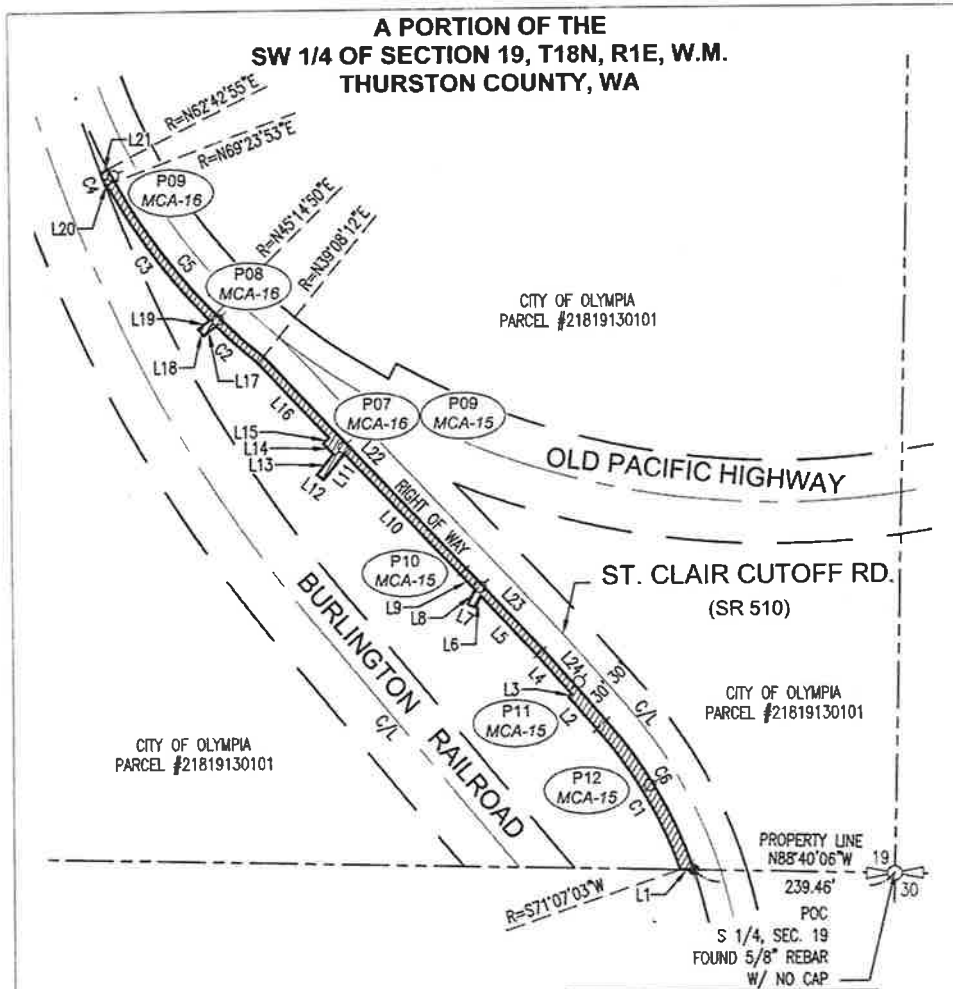 A PORTION OF THE
SW 1/4 OF SECTION 19, T18N, R1E, W.M.
THURSTON COUNTY, WA
R=N62°42'55"E
L21
R=N69°23'53"E
P09
MCA-16
C4
L20
R=N45°14'50"E
C3
C5
P08
MCA-16
R=N39°08'12"E
CITY OF OLYMPIA
PARCEL #21819130101
L19
L18
C2
L17
L16
P07
MCA-16
P09
MCA-15
L15
L14
L13
L12
L11
L22
OLD PACIFIC HIGHWAY
RIGHT OF WAY
L10
P10
MCA-15
ST. CLAIR CUTOFF RD.
(SR 510)
L9
L8
L7
L6
L23
L5
BURLINGTON RAILROAD
C/L
L4
L24
L3
30'
30'
C/L
L2
CITY OF OLYMPIA
PARCEL #21819130101
P11
MCA-15
CITY OF OLYMPIA
PARCEL #21819130101
P12
MCA-15
C6
C1
PROPERTY LINE
N88°40'06"W
19
239.46'
30
L1
R=S71°07'03"W
POC
S 1/4, SEC. 19
FOUND 5/8" REBAR
W/ NO CAP